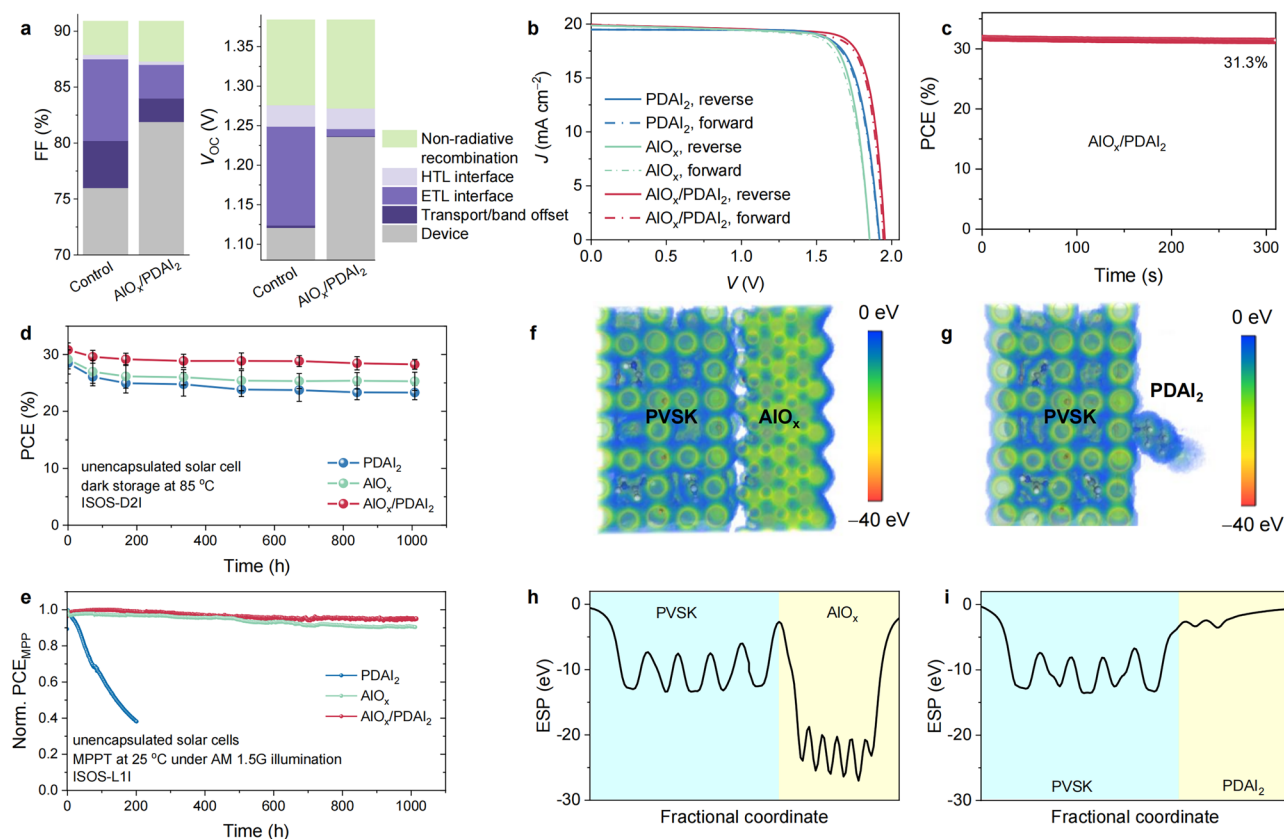 a
FF (%)
90
85
80
75
70
Control
AlOₓ/PDAI₂
V_OC (V)
1.35
1.30
1.25
1.20
1.15
1.10
Control
AlOₓ/PDAI₂
Non-radiative
recombination
HTL interface
ETL interface
Transport/band offset
Device
b
J (mA cm⁻²)
20
15
10
5
0
PDAI₂, reverse
PDAI₂, forward
AlOₓ, reverse
AlOₓ, forward
AlOₓ/PDAI₂, reverse
AlOₓ/PDAI₂, forward
0.0
0.5
1.0
1.5
2.0
V (V)
c
PCE (%)
30
20
10
0
31.3%
AlOₓ/PDAI₂
0
100
200
300
Time (s)
d
PCE (%)
30
20
10
0
unencapsulated solar cell
dark storage at 85 °C
ISOS-D2I
PDAI₂
AlOₓ
AlOₓ/PDAI₂
0
200
400
600
800
1000
Time (h)
f
PVSK
AlOₓ
0 eV
−40 eV
g
PVSK
PDAI₂
0 eV
−40 eV
e
Norm. PCE_MPP
1.0
0.8
0.6
0.4
0.2
0.0
PDAI₂
AlOₓ
AlOₓ/PDAI₂
unencapsulated solar cells
MPPT at 25 °C under AM 1.5G illumination
ISOS-L1I
0
200
400
600
800
1000
Time (h)
h
ESP (eV)
0
−10
−20
−30
PVSK
AlOₓ
Fractional coordinate
i
ESP (eV)
0
−10
−20
−30
PVSK
PDAI₂
Fractional coordinate